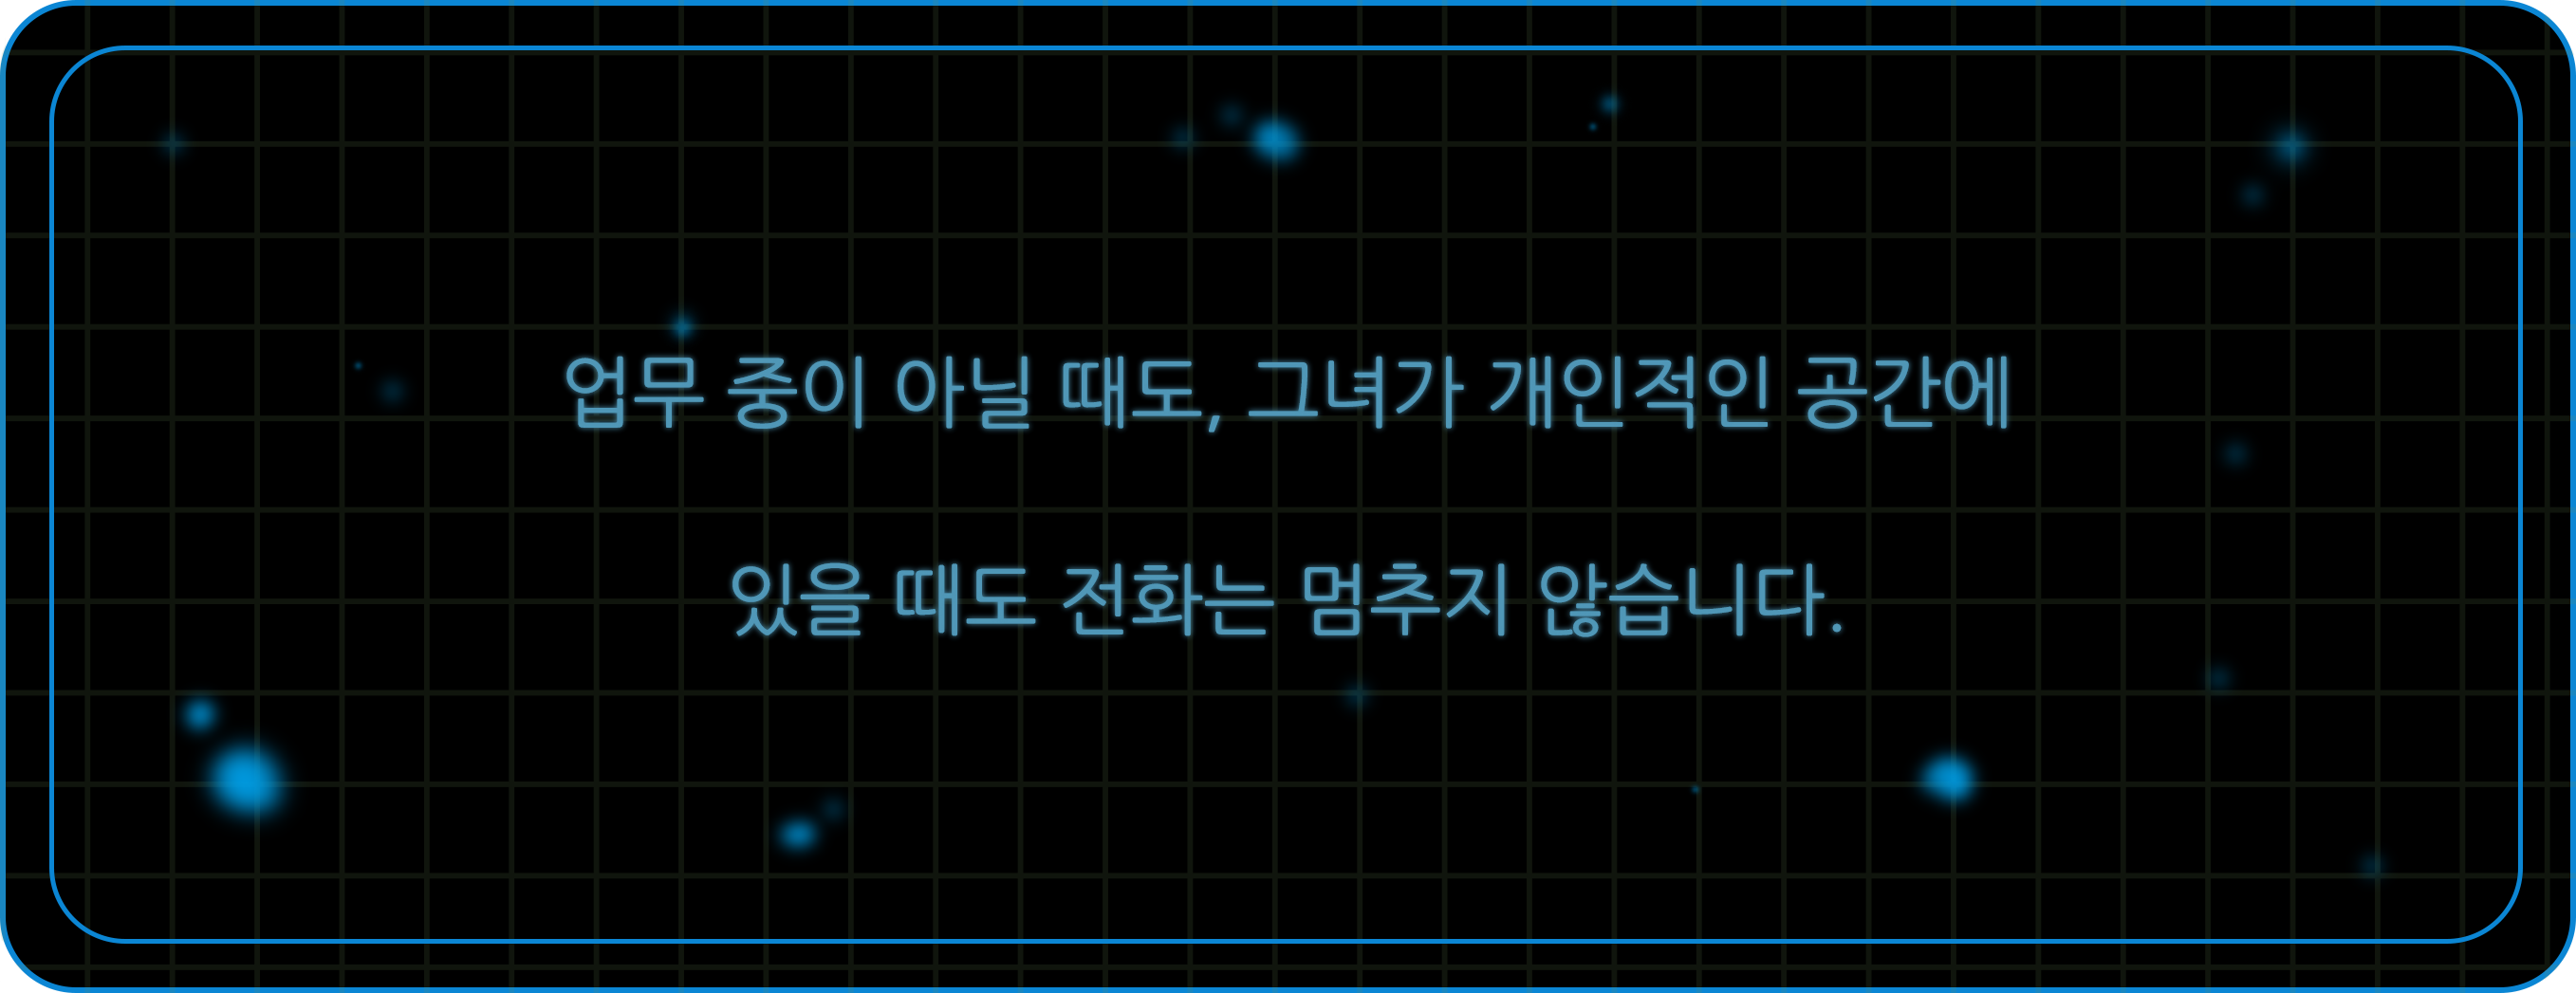 업무 중이 아닐 때도, 그녀가 개인적인 공간에
있을 때도 전화는 멈추지 않습니다.